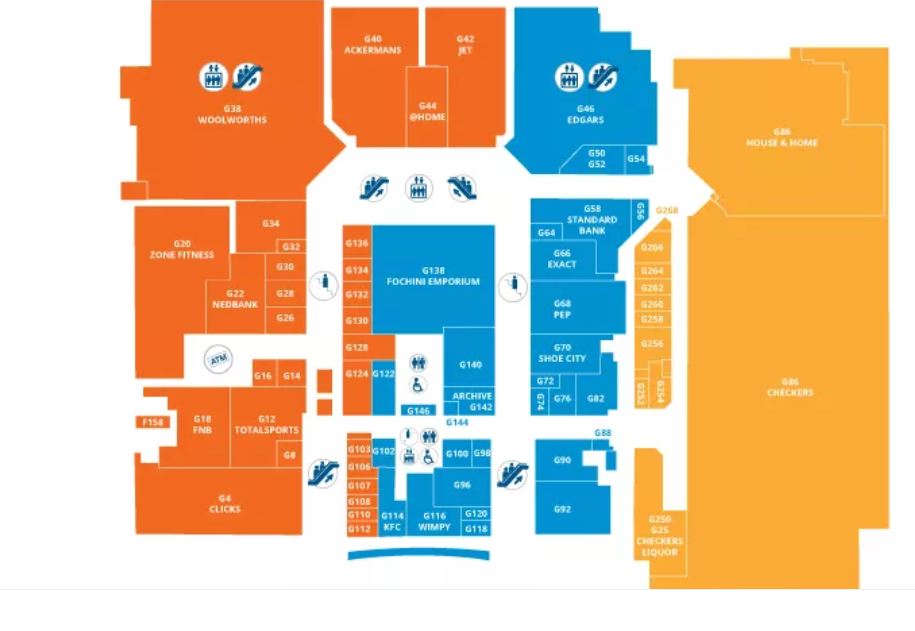 G40
ACKERMANS
G42
JET
G38
WOOLWORTHS
G44
@HOME
G46
EDGARS
G50
G52
G54
G86
HOUSE & HOME
G34
G32
G20
ZONE FITNESS
G30
G22
NEDBANK
G28
G26
ATM
G16
G14
F158
G18
FNB
G12
TOTALSPORTS
G8
G4
CLICKS
G136
G134
G132
G130
G128
G124
G122
G138
FOCHINI EMPORIUM
G140
ARCHIVE
G142
G146
G144
G103
G102
G106
G107
G108
G110
G112
G114
KFC
G116
WIMPY
G100
G98
G96
G120
G118
G58
STANDARD
BANK
G56
G64
G66
EXACT
G68
PEP
G70
SHOE CITY
G72
G74
G76
G82
G88
G90
G92
G268
G266
G264
G262
G260
G258
G256
G252
G254
G250
G25
CHECKERS
LIQUOR
G86
CHECKERS